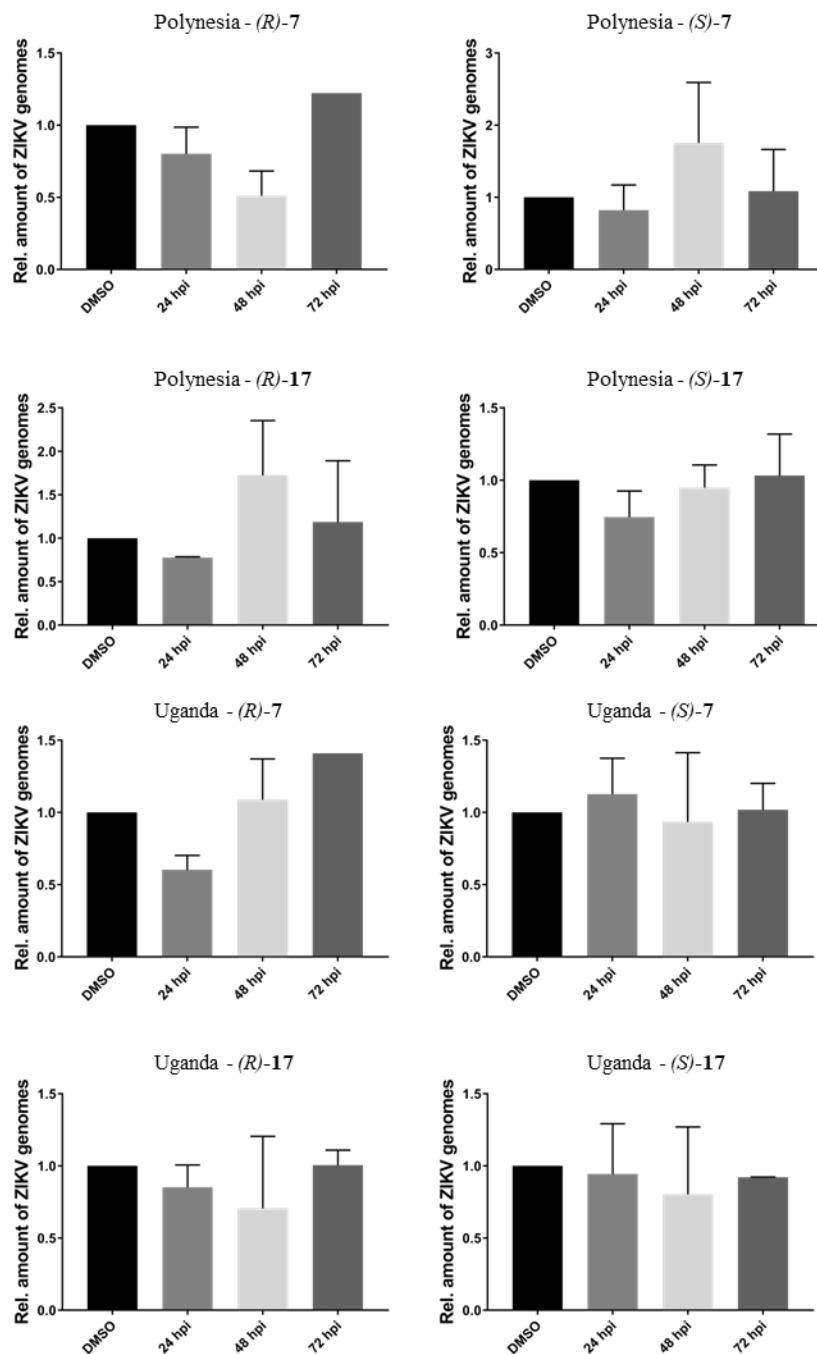 Polynesia - (R)-7
Rel. amount of ZIKV genomes
1.5
1.0
0.5
0.0
DMSO
24 hpi
48 hpi
72 hpi
Polynesia - (S)-7
Rel. amount of ZIKV genomes
3
2
1
0
DMSO
24 hpi
48 hpi
72 hpi
Polynesia - (R)-17
Rel. amount of ZIKV genomes
2.5
2.0
1.5
1.0
0.5
0.0
DMSO
24 hpi
48 hpi
72 hpi
Polynesia - (S)-17
Rel. amount of ZIKV genomes
1.5
1.0
0.5
0.0
DMSO
24 hpi
48 hpi
72 hpi
Uganda - (R)-7
Rel. amount of ZIKV genomes
1.5
1.0
0.5
0.0
DMSO
24 hpi
48 hpi
72 hpi
Uganda - (S)-7
Rel. amount of ZIKV genomes
1.5
1.0
0.5
0.0
DMSO
24 hpi
48 hpi
72 hpi
Uganda - (R)-17
Rel. amount of ZIKV genomes
1.5
1.0
0.5
0.0
DMSO
24 hpi
48 hpi
72 hpi
Uganda - (S)-17
Rel. amount of ZIKV genomes
1.5
1.0
0.5
0.0
DMSO
24 hpi
48 hpi
72 hpi